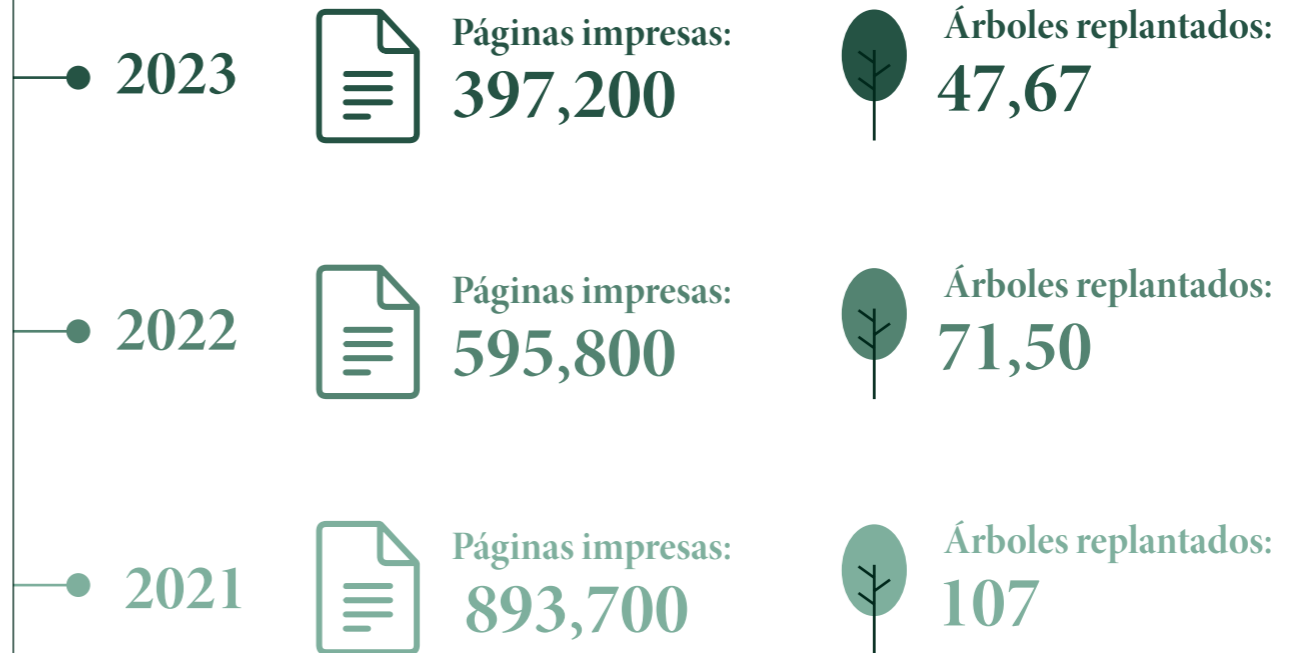 2023
Páginas impresas:
397,200
Árboles replantados:
47,67
2022
Páginas impresas:
595,800
Árboles replantados:
71,50
2021
Páginas impresas:
893,700
Árboles replantados:
107